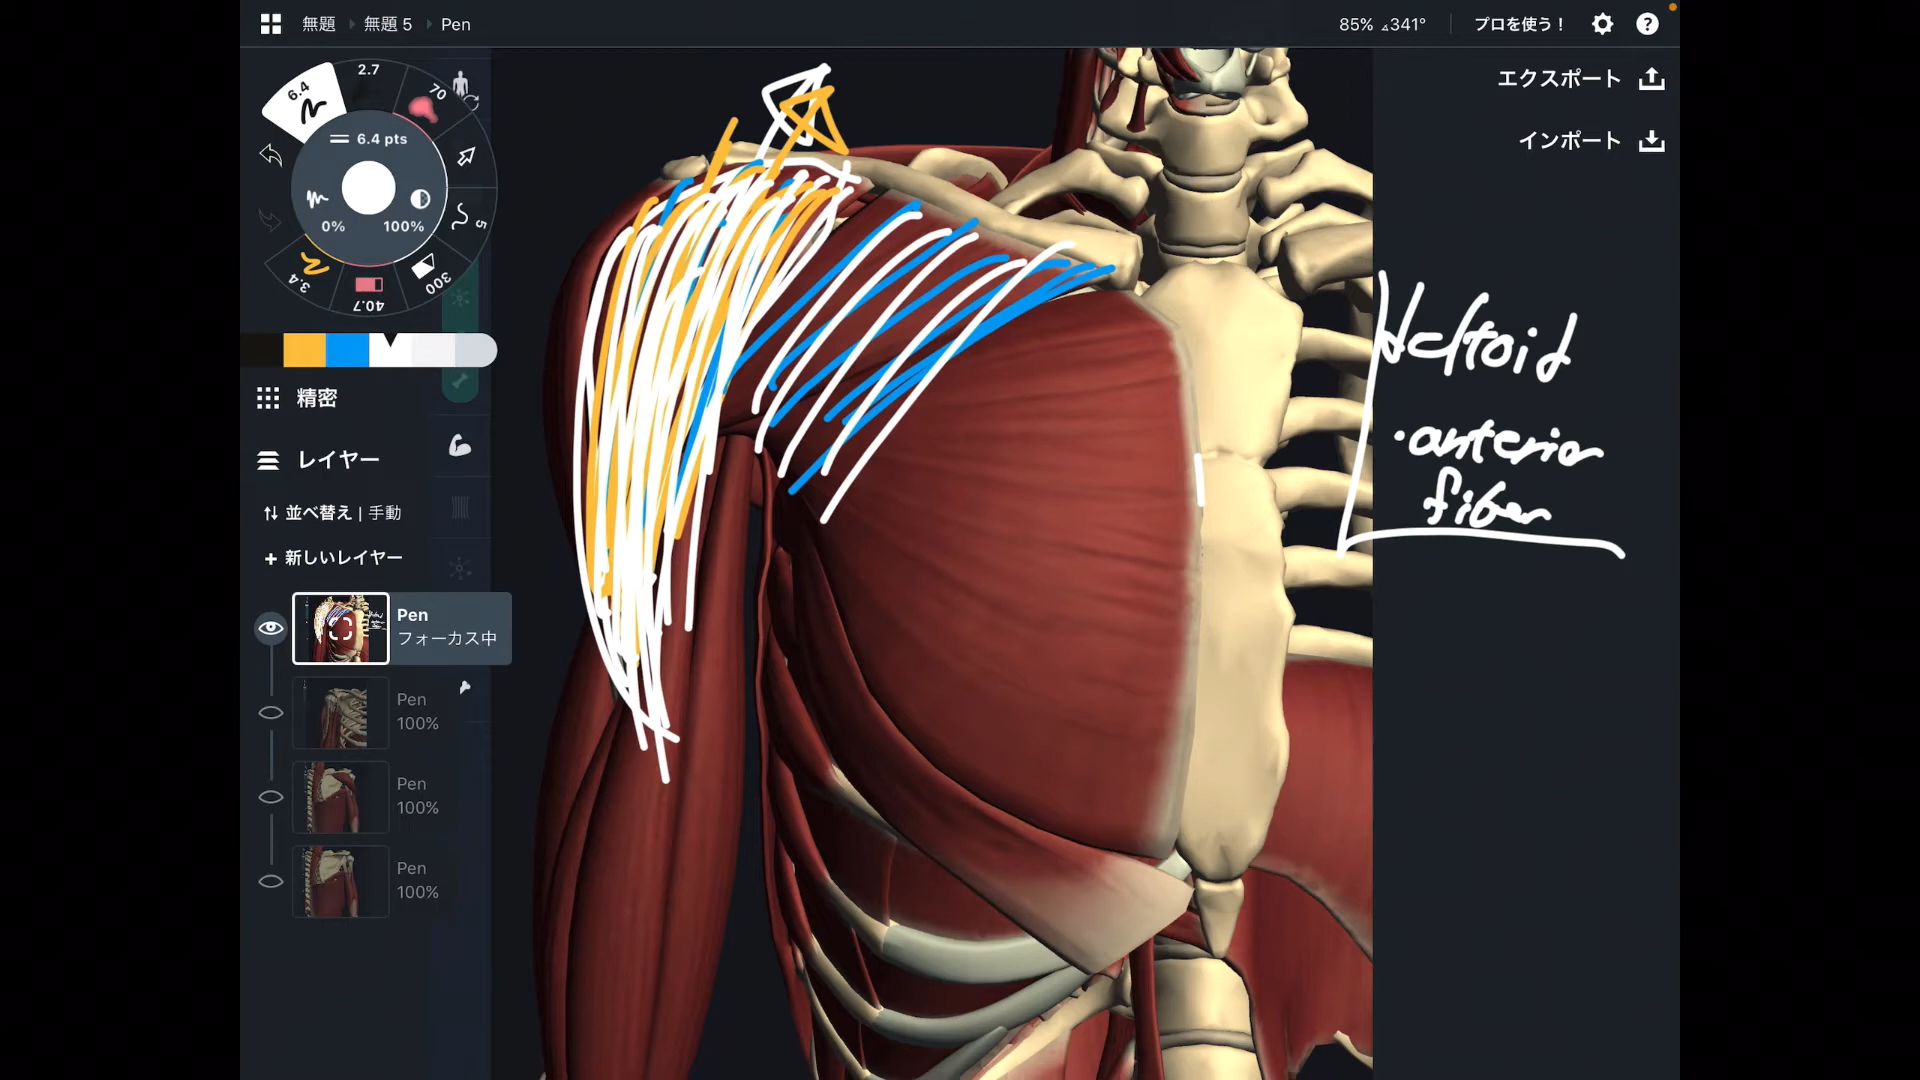 無題 無題 5 Pen
85% ⊿341° プロを使う！
エクスポート
インポート
2.7
6.4
70
6.4 pts
0% 100%
5
3.4
40.7
300
精密
レイヤー
並べ替え | 手動
+ 新しいレイヤー
Pen
フォーカス中
Pen
100%
Pen
100%
Pen
100%
deltoid
・anterior
fiber